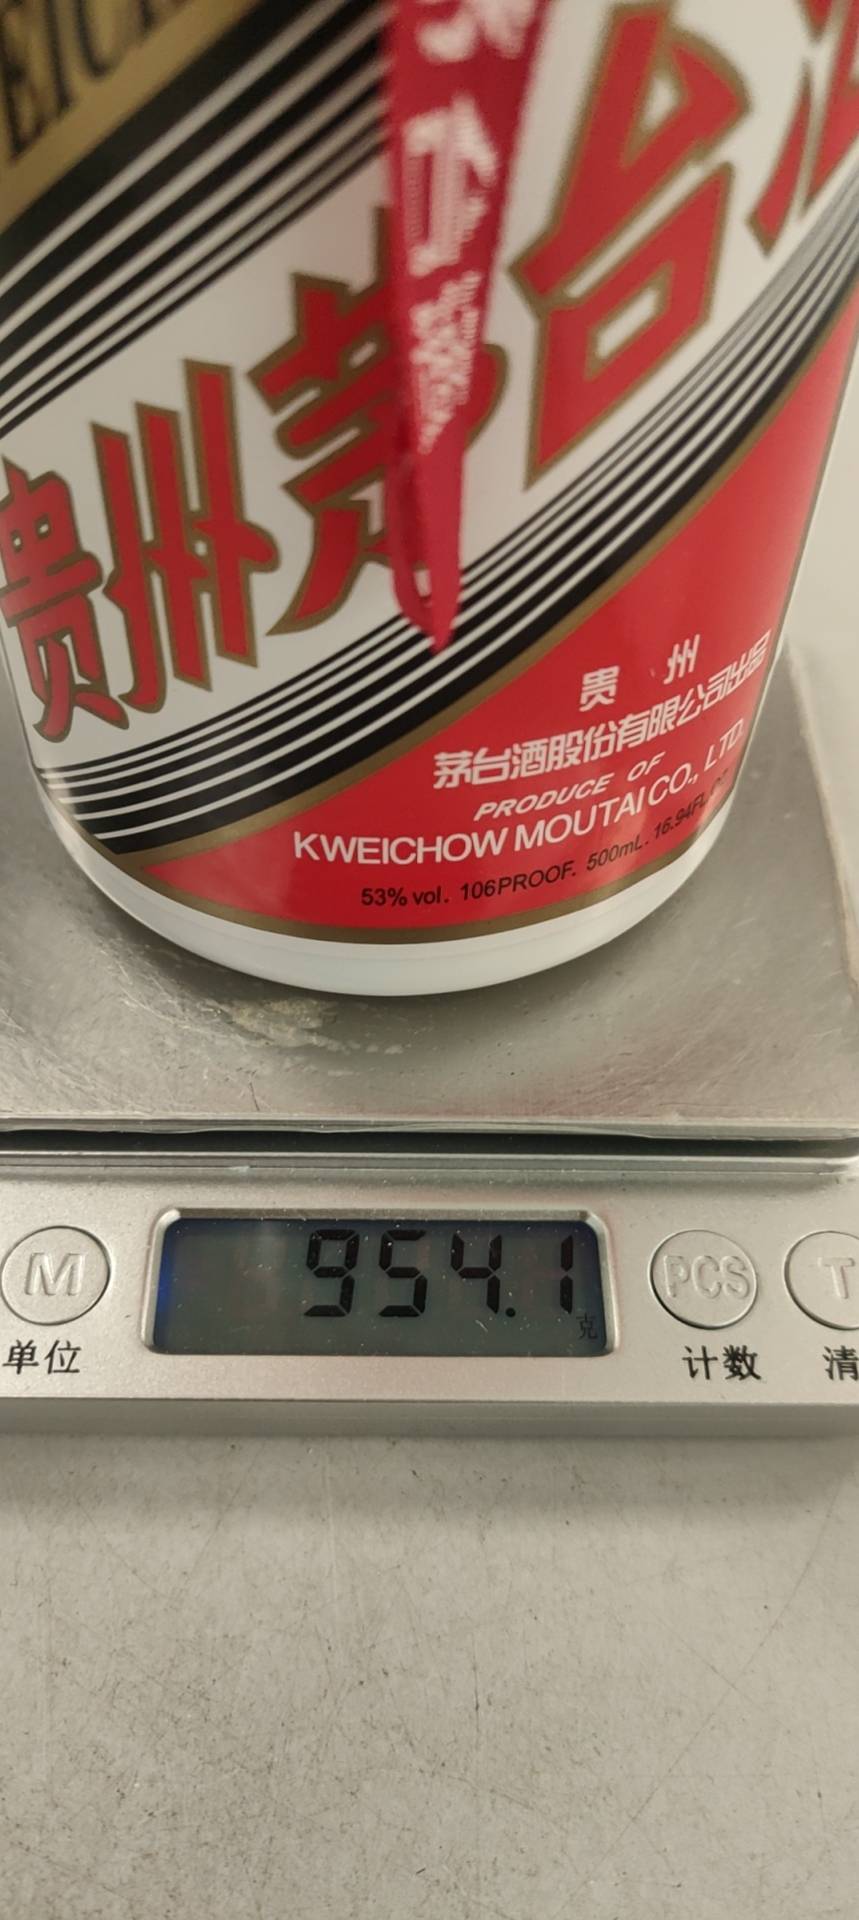 贵州茅台酒
贵 州
茅台酒股份有限公司出品
PRODUCE OF
KWEICHOW MOUTAI CO., LTD.
53% vol. 106PROOF. 500mL. 16.94FL.
954.1
克
M
PCS
T
单位
计数
清